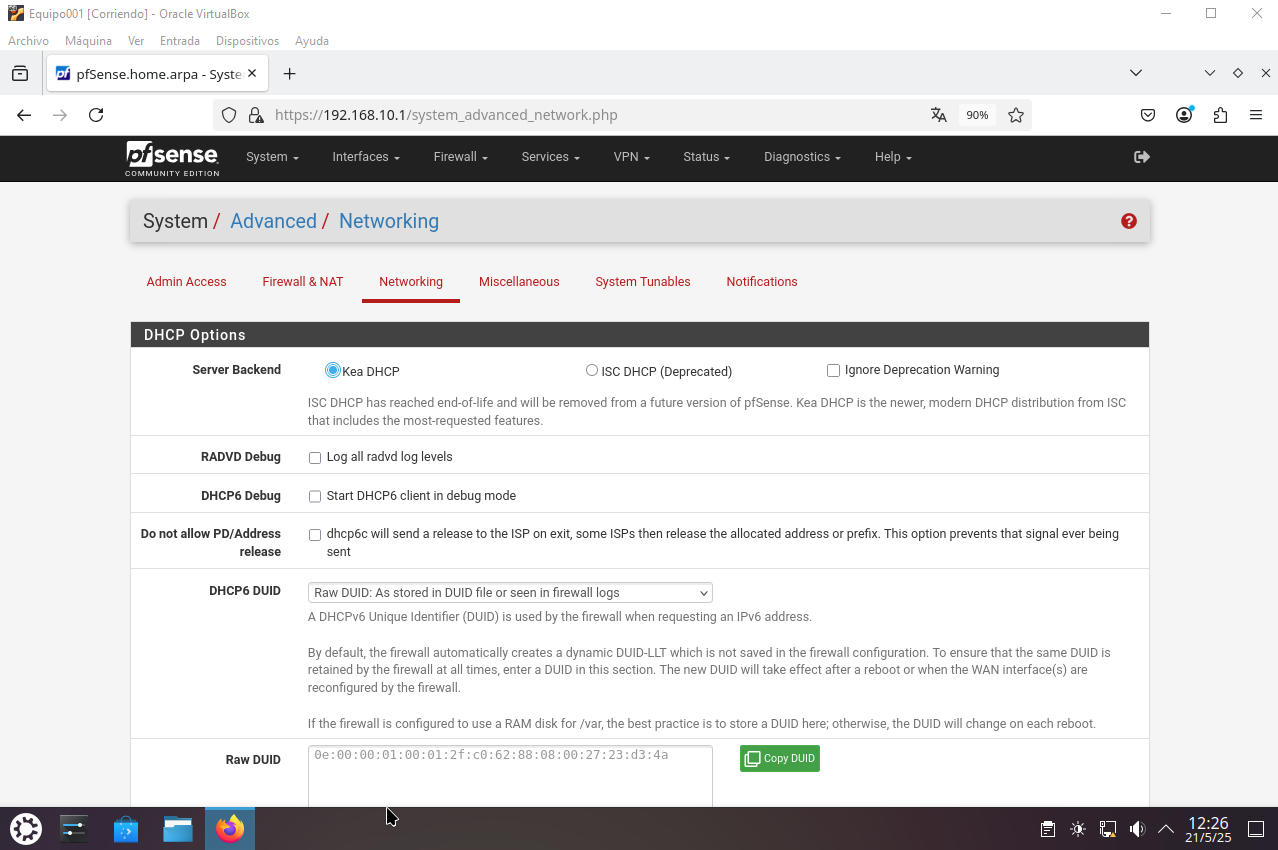 Equipo001 [Corriendo] - Oracle VirtualBox
Archivo Máquina Ver Entrada Dispositivos Ayuda
pfSense.home.arpa - Syste
https://192.168.10.1/system_advanced_network.php
90%
pfsense
COMMUNITY EDITION
System Interfaces Firewall Services VPN Status Diagnostics Help
System / Advanced / Networking
Admin Access Firewall & NAT Networking Miscellaneous System Tunables Notifications
DHCP Options
Server Backend
Kea DHCP
ISC DHCP (Deprecated)
Ignore Deprecation Warning
ISC DHCP has reached end-of-life and will be removed from a future version of pfSense. Kea DHCP is the newer, modern DHCP distribution from ISC
that includes the most-requested features.
RADVD Debug
Log all radvd log levels
DHCP6 Debug
Start DHCP6 client in debug mode
Do not allow PD/Address
release
dhcp6c will send a release to the ISP on exit, some ISPs then release the allocated address or prefix. This option prevents that signal ever being
sent
DHCP6 DUID
Raw DUID: As stored in DUID file or seen in firewall logs
A DHCPv6 Unique Identifier (DUID) is used by the firewall when requesting an IPv6 address.
By default, the firewall automatically creates a dynamic DUID-LLT which is not saved in the firewall configuration. To ensure that the same DUID is
retained by the firewall at all times, enter a DUID in this section. The new DUID will take effect after a reboot or when the WAN interface(s) are
reconfigured by the firewall.
If the firewall is configured to use a RAM disk for /var, the best practice is to store a DUID here; otherwise, the DUID will change on each reboot.
Raw DUID
0e:00:00:01:00:01:2f:c0:62:88:08:00:27:23:d3:4a
Copy DUID
12:26
21/5/25